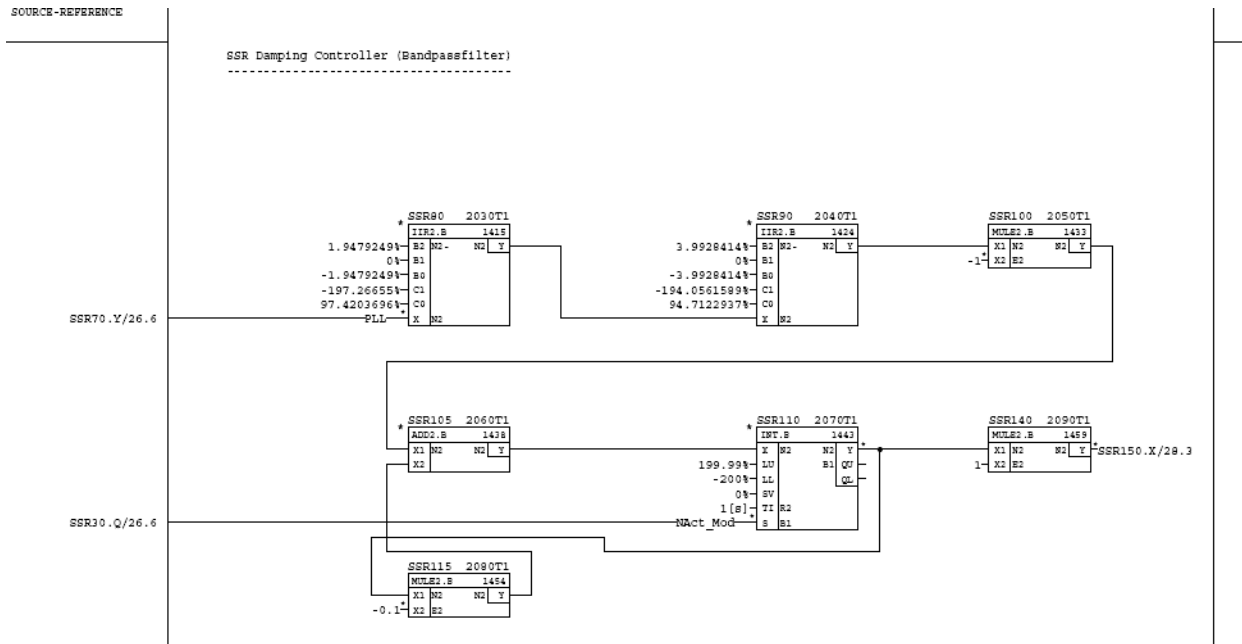 SOURCE-REFERENCE
SSR Damping Controller (Bandpassfilter)
SSR80 2030T1
* IIR2.B 1415
1.9479249% B2 N2- N2 Y
0% B1
-1.9479249% B0
-197.26655% C1
97.4203696% C0
SSR70.Y/26.6 PLL * X N2
SSR90 2040T1
* IIR2.B 1424
3.9928414% B2 N2- N2 Y
0% B1
-3.9928414% B0
-194.0561589% C1
94.7122937% C0
X N2
SSR100 2050T1
MULE2.B 1433
X1 N2 N2 Y
-1 * X2 E2
SSR105 2060T1
* ADD2.B 1438
X1 N2 N2 Y
X2
SSR110 2070T1
* INT.B 1443
X N2 N2 Y *
199.99% LU B1 QU
-200% LL QL
0% SV
1[s] TI R2
SSR30.Q/26.6 NAct_Mod * S B1
SSR140 2090T1
MULE2.B 1459
X1 N2 N2 Y * SSR150.X/28.3
1 X2 E2
SSR115 2080T1
MULE2.B 1454
X1 N2 N2 Y
-0.1 * X2 E2